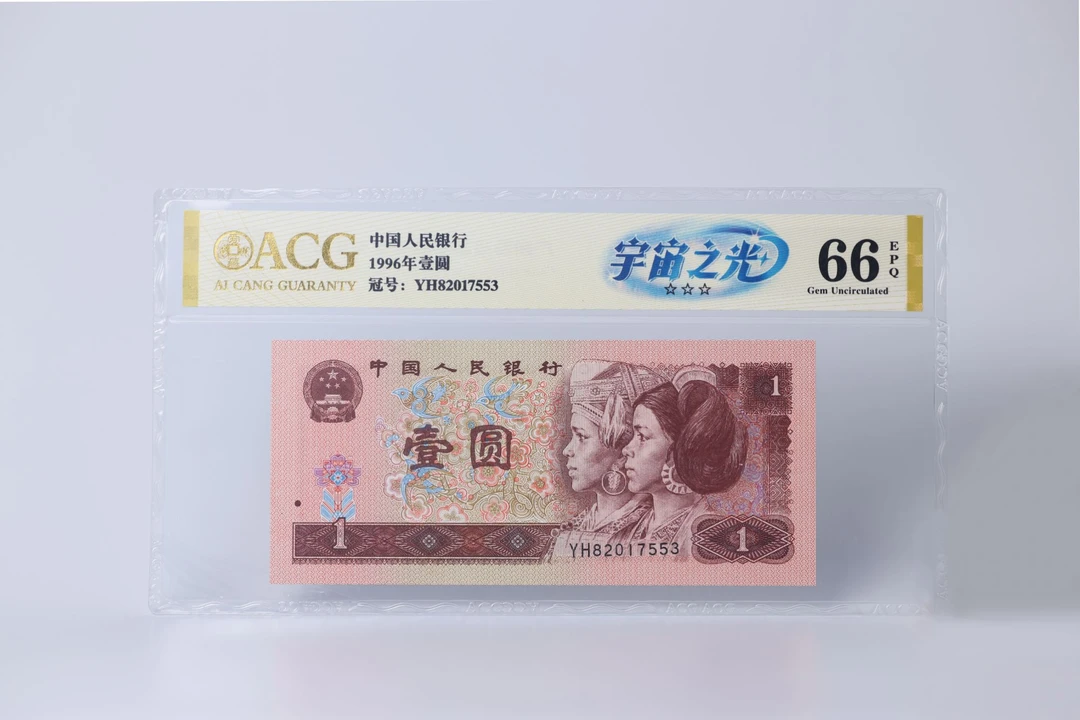 ACG
AI CANG GUARANTY
中国人民银行
1996年壹圆
冠号：YH82017553
宇宙之光
☆☆☆
66
EPQ
Gem Uncirculated
中国人民银行
1
壹圆
1
YH82017553
1